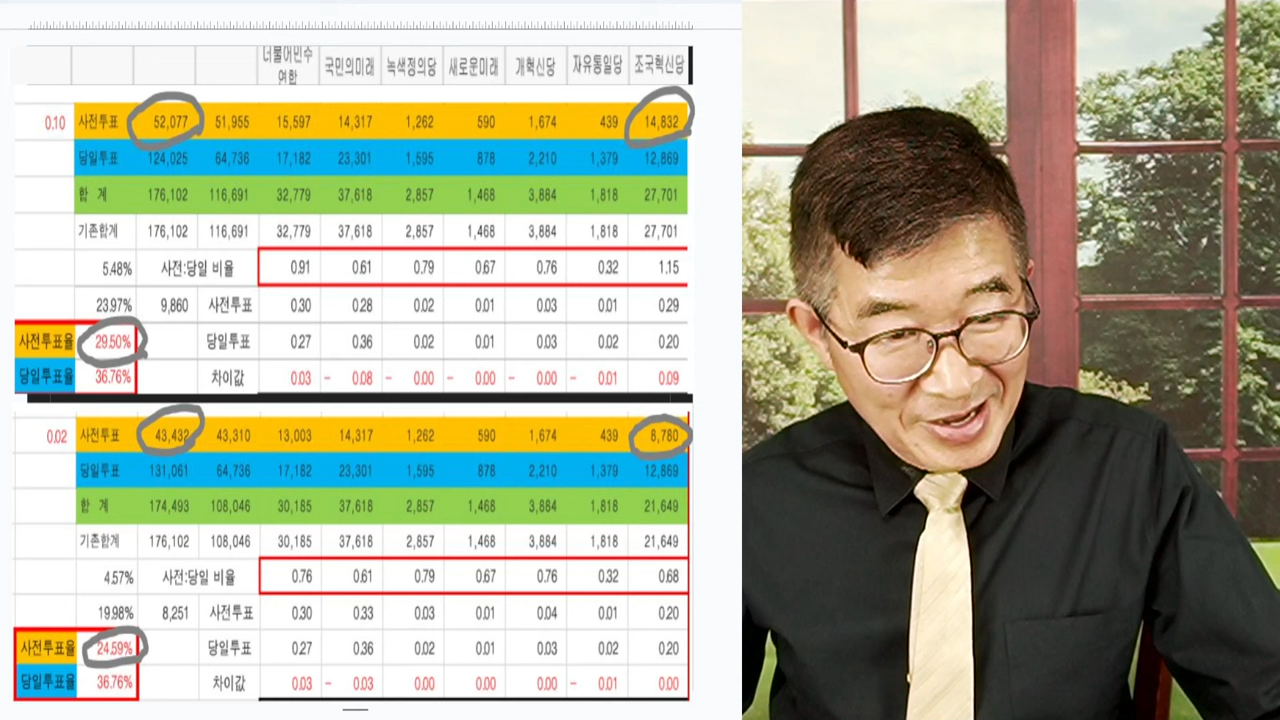 더불어민주연합 국민의미래 녹색정의당 새로운미래 개혁신당 자유통일당 조국혁신당
0.10 사전투표 52,077 51,955 15,597 14,317 1,262 590 1,674 439 14,832
당일투표 124,025 64,736 17,182 23,301 1,595 878 2,210 1,379 12,869
합 계 176,102 116,691 32,779 37,618 2,857 1,468 3,884 1,818 27,701
기존합계 176,102 116,691 32,779 37,618 2,857 1,468 3,884 1,818 27,701
5.48% 사전:당일 비율 0.91 0.61 0.79 0.67 0.76 0.32 1.15
23.97% 9,860 사전투표 0.30 0.28 0.02 0.01 0.03 0.01 0.29
사전투표율 29.50% 당일투표 0.27 0.36 0.02 0.01 0.03 0.02 0.20
당일투표율 36.76% 차이값 0.03 - 0.08 - 0.00 - 0.00 - 0.00 - 0.01 0.09
0.02 사전투표 43,432 43,310 13,003 14,317 1,262 590 1,674 439 8,780
당일투표 131,061 64,736 17,182 23,301 1,595 878 2,210 1,379 12,869
합 계 174,493 108,046 30,185 37,618 2,857 1,468 3,884 1,818 21,649
기존합계 176,102 108,046 30,185 37,618 2,857 1,468 3,884 1,818 21,649
4.57% 사전:당일 비율 0.76 0.61 0.79 0.67 0.76 0.32 0.68
19.98% 8,251 사전투표 0.30 0.33 0.03 0.01 0.04 0.01 0.20
사전투표율 24.59% 당일투표 0.27 0.36 0.02 0.01 0.03 0.02 0.20
당일투표율 36.76% 차이값 0.03 - 0.03 0.00 0.00 0.00 - 0.01 0.00